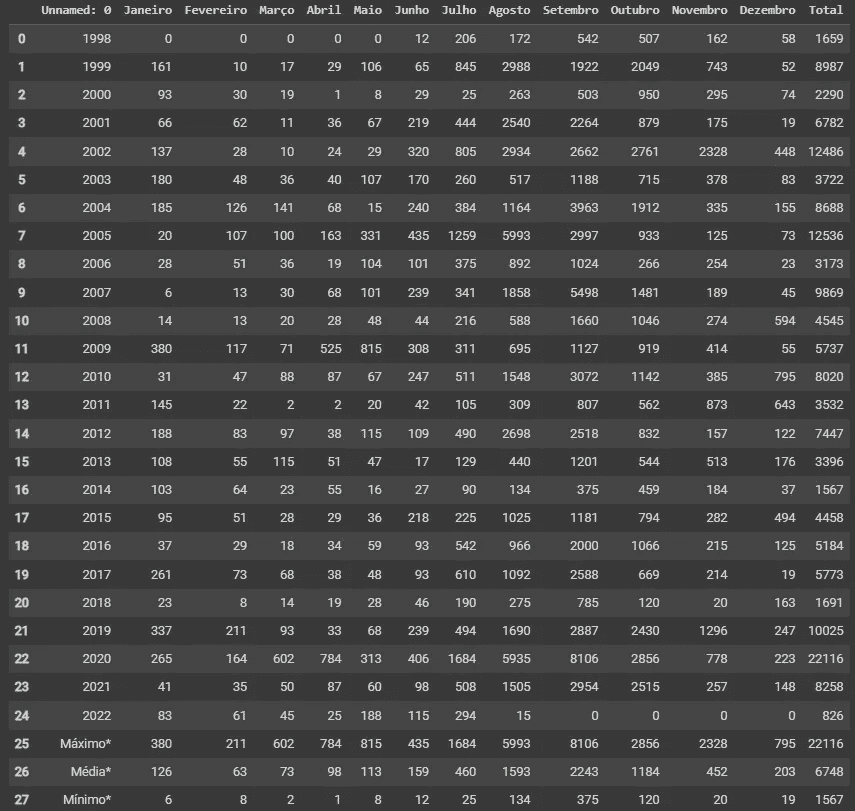 Unnamed: 0 Janeiro Fevereiro Março Abril Maio Junho Julho Agosto Setembro Outubro Novembro Dezembro Total
0 1998 0 0 0 0 0 12 206 172 542 507 162 58 1659
1 1999 161 10 17 29 106 65 845 2988 1922 2049 743 52 8987
2 2000 93 30 19 1 8 29 25 263 503 950 295 74 2290
3 2001 66 62 11 36 67 219 444 2540 2264 879 175 19 6782
4 2002 137 28 10 24 29 320 805 2934 2662 2761 2328 448 12486
5 2003 180 48 36 40 107 170 260 517 1188 715 378 83 3722
6 2004 185 126 141 68 15 240 384 1164 3963 1912 335 155 8688
7 2005 20 107 100 163 331 435 1259 5993 2997 933 125 73 12536
8 2006 28 51 36 19 104 101 375 892 1024 266 254 23 3173
9 2007 6 13 30 68 101 239 341 1858 5498 1481 189 45 9869
10 2008 14 13 20 28 48 44 216 588 1660 1046 274 594 4545
11 2009 380 117 71 525 815 308 311 695 1127 919 414 55 5737
12 2010 31 47 88 87 67 247 511 1548 3072 1142 385 795 8020
13 2011 145 22 2 2 20 42 105 309 807 562 873 643 3532
14 2012 188 83 97 38 115 109 490 2698 2518 832 157 122 7447
15 2013 108 55 115 51 47 17 129 440 1201 544 513 176 3396
16 2014 103 64 23 55 16 27 90 134 375 459 184 37 1567
17 2015 95 51 28 29 36 218 225 1025 1181 794 282 494 4458
18 2016 37 29 18 34 59 93 542 966 2000 1066 215 125 5184
19 2017 261 73 68 38 48 93 610 1092 2588 669 214 19 5773
20 2018 23 8 14 19 28 46 190 275 785 120 20 163 1691
21 2019 337 211 93 33 68 239 494 1690 2887 2430 1296 247 10025
22 2020 265 164 602 784 313 406 1684 5935 8106 2856 778 223 22116
23 2021 41 35 50 87 60 98 508 1505 2954 2515 257 148 8258
24 2022 83 61 45 25 188 115 294 15 0 0 0 0 826
25 Máximo* 380 211 602 784 815 435 1684 5993 8106 2856 2328 795 22116
26 Média* 126 63 73 98 113 159 460 1593 2243 1184 452 203 6748
27 Mínimo* 6 8 2 1 8 12 25 134 375 120 20 19 1567